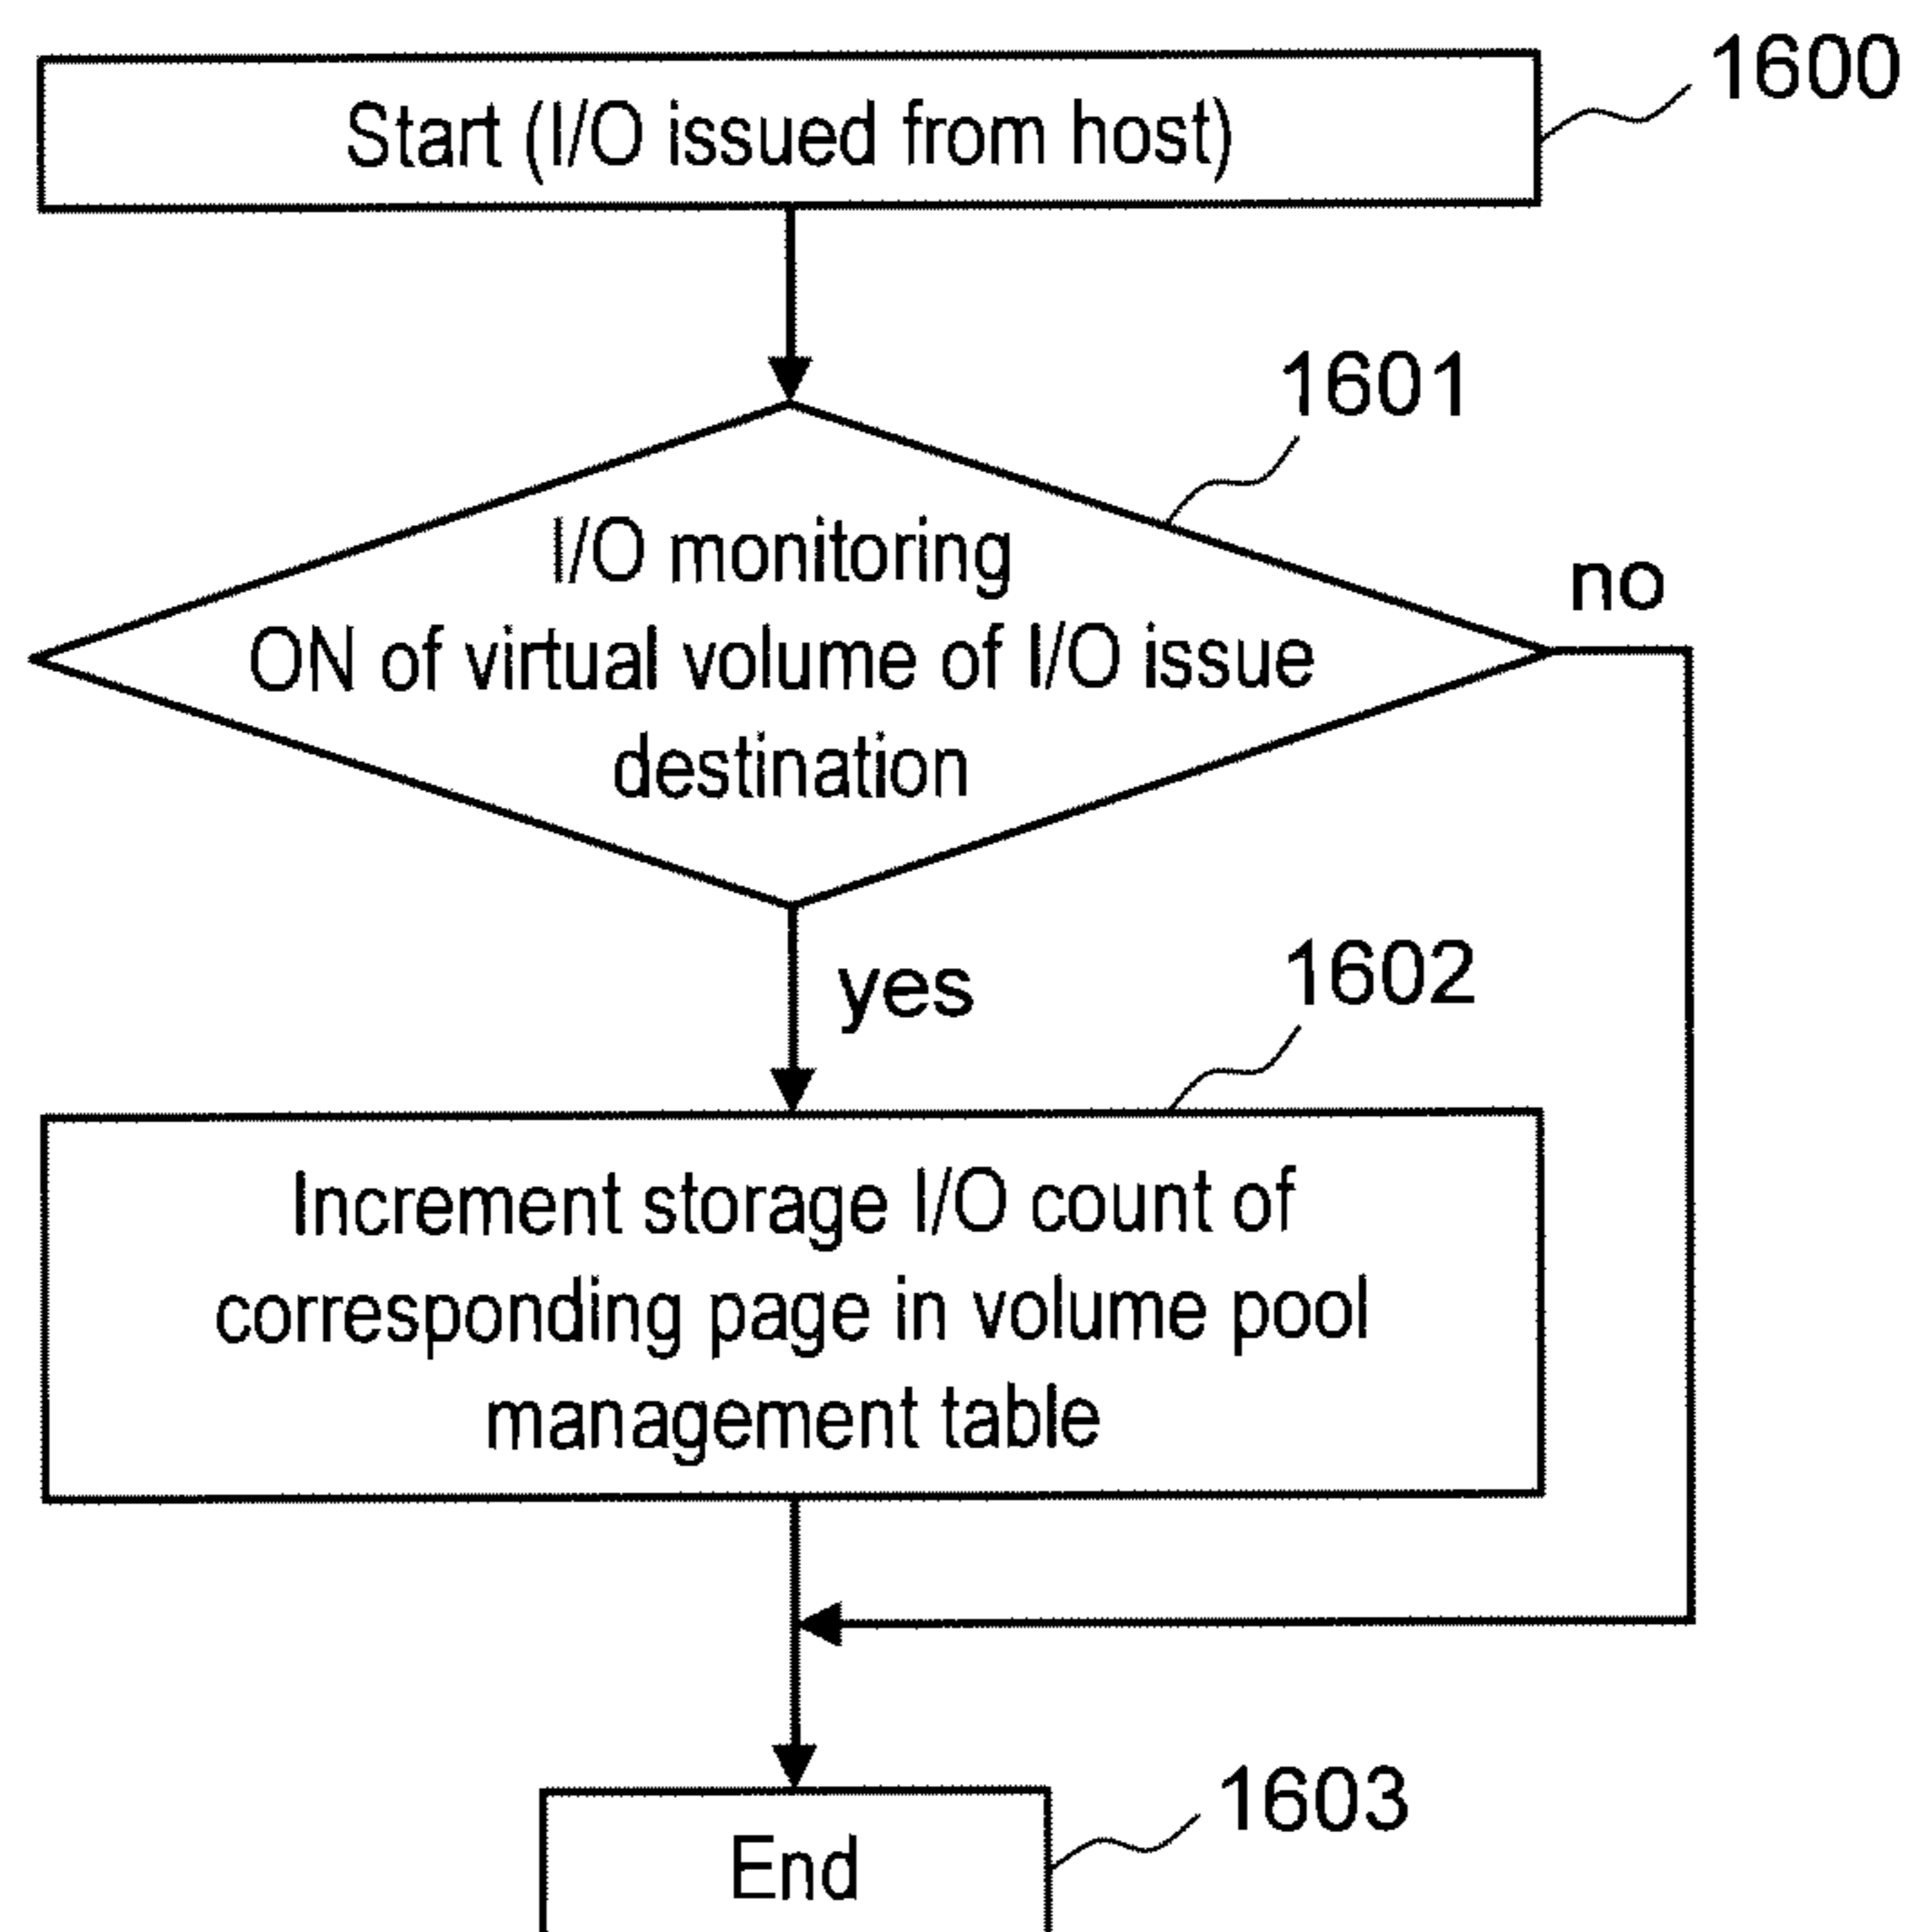 1600
Start (I/O issued from host)
1601
I/O monitoring
ON of virtual volume of I/O issue
destination
no
yes
1602
Increment storage I/O count of
corresponding page in volume pool
management table
1603
End